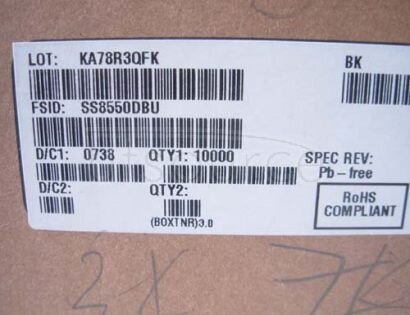 LOT: KA78R3QFK BK
FSID: SS8550DBU
D/C1: 0738 QTY1: 10000 SPEC REV:
Pb-free
D/C2: QTY2:
RoHS
COMPLIANT
(BOXTNR)3.0
2X